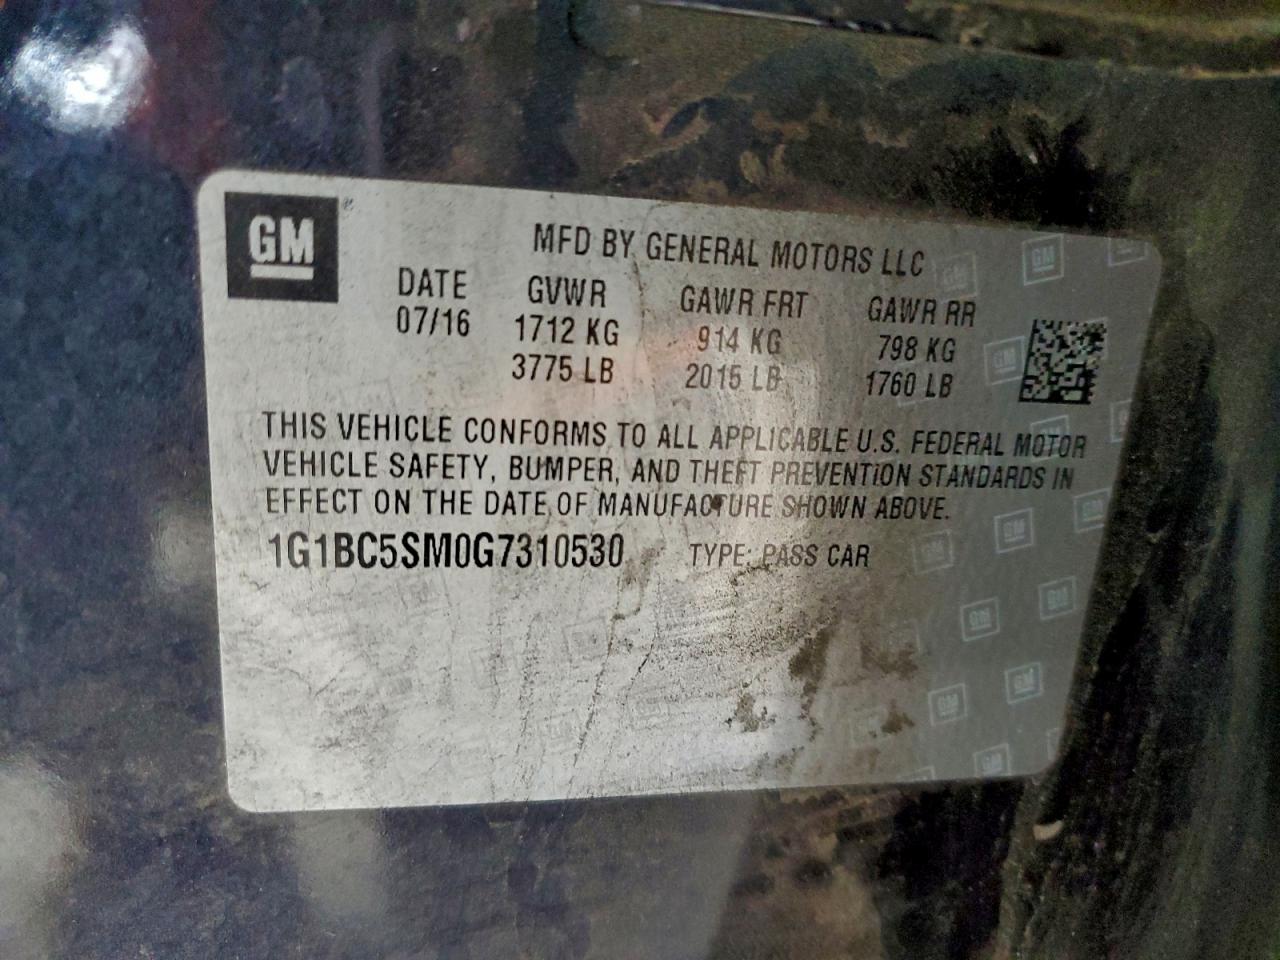 GM
MFD BY GENERAL MOTORS LLC
DATE GVWR GAWR FRT GAWR RR
07/16 1712 KG 914 KG 798 KG
3775 LB 2015 LB 1760 LB
THIS VEHICLE CONFORMS TO ALL APPLICABLE U.S. FEDERAL MOTOR
VEHICLE SAFETY, BUMPER, AND THEFT PREVENTION STANDARDS IN
EFFECT ON THE DATE OF MANUFACTURE SHOWN ABOVE.
1G1BC5SM0G7310530 TYPE: PASS CAR